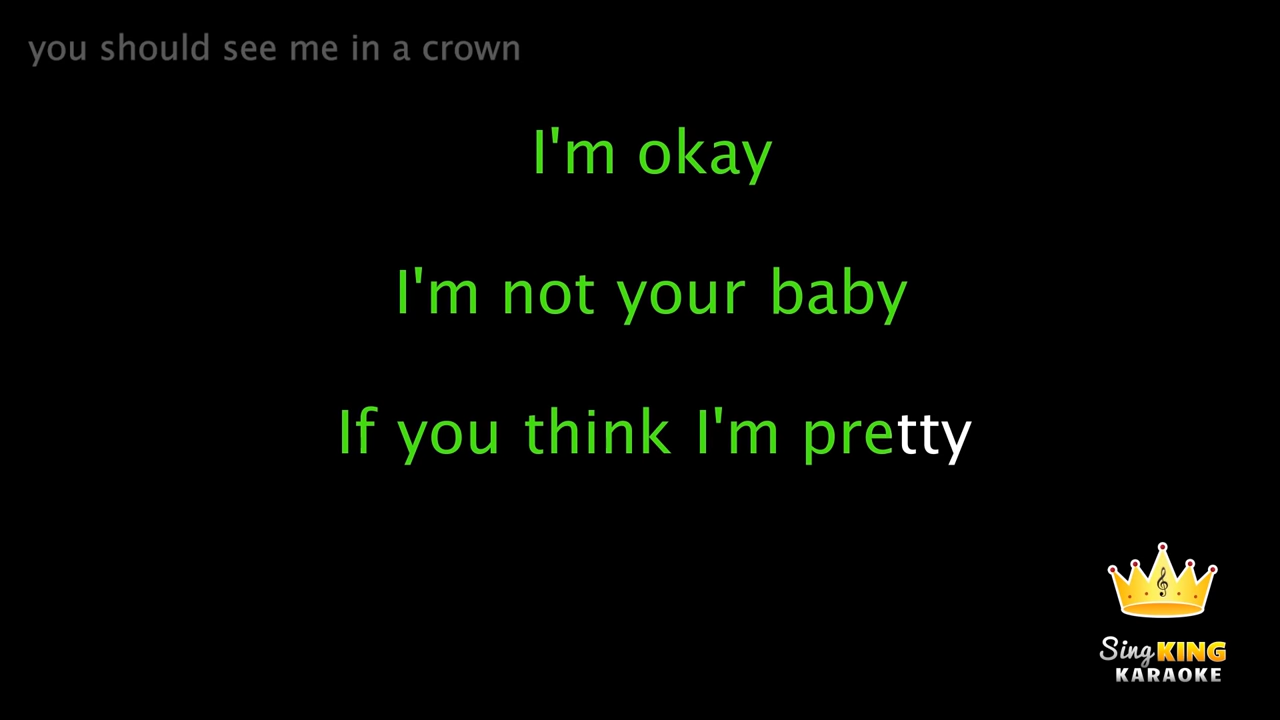 you should see me in a crown
I'm okay
I'm not your baby
If you think I'm pretty
Sing KING
KARAOKE